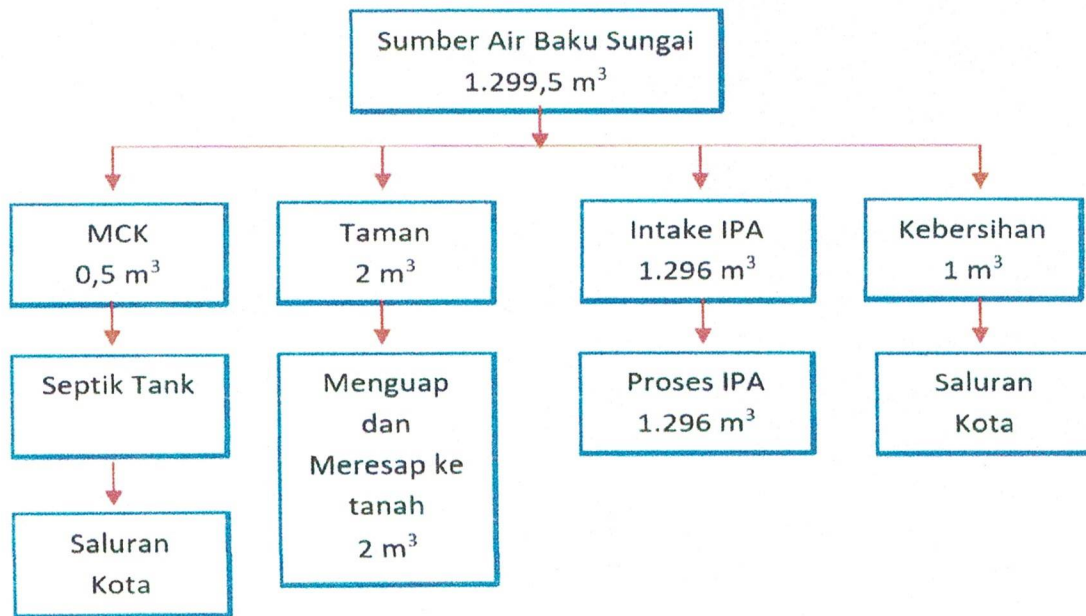 Sumber Air Baku Sungai
1.299,5 m³
MCK
0,5 m³
Taman
2 m³
Intake IPA
1.296 m³
Kebersihan
1 m³
Septik Tank
Menguap
dan
Meresap ke
tanah
2 m³
Proses IPA
1.296 m³
Saluran
Kota
Saluran
Kota